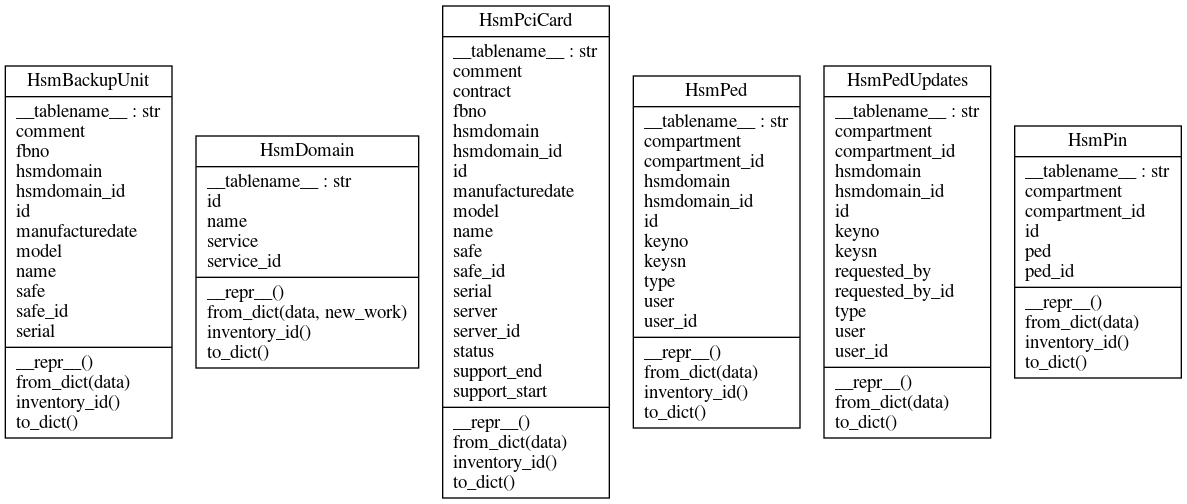 HsmBackupUnit
__tablename__ : str
comment
fbno
hsmdomain
hsmdomain_id
id
manufacturedate
model
name
safe
safe_id
serial
__repr__()
from_dict(data)
inventory_id()
to_dict()
HsmDomain
__tablename__ : str
id
name
service
service_id
__repr__()
from_dict(data, new_work)
inventory_id()
to_dict()
HsmPciCard
__tablename__ : str
comment
contract
fbno
hsmdomain
hsmdomain_id
id
manufacturedate
model
name
safe
safe_id
serial
server
server_id
status
support_end
support_start
__repr__()
from_dict(data)
inventory_id()
to_dict()
HsmPed
__tablename__ : str
compartment
compartment_id
hsmdomain
hsmdomain_id
id
keyno
keysn
type
user
user_id
__repr__()
from_dict(data)
inventory_id()
to_dict()
HsmPedUpdates
__tablename__ : str
compartment
compartment_id
hsmdomain
hsmdomain_id
id
keyno
keysn
requested_by
requested_by_id
type
user
user_id
__repr__()
from_dict(data)
to_dict()
HsmPin
__tablename__ : str
compartment
compartment_id
id
ped
ped_id
__repr__()
from_dict(data)
inventory_id()
to_dict()